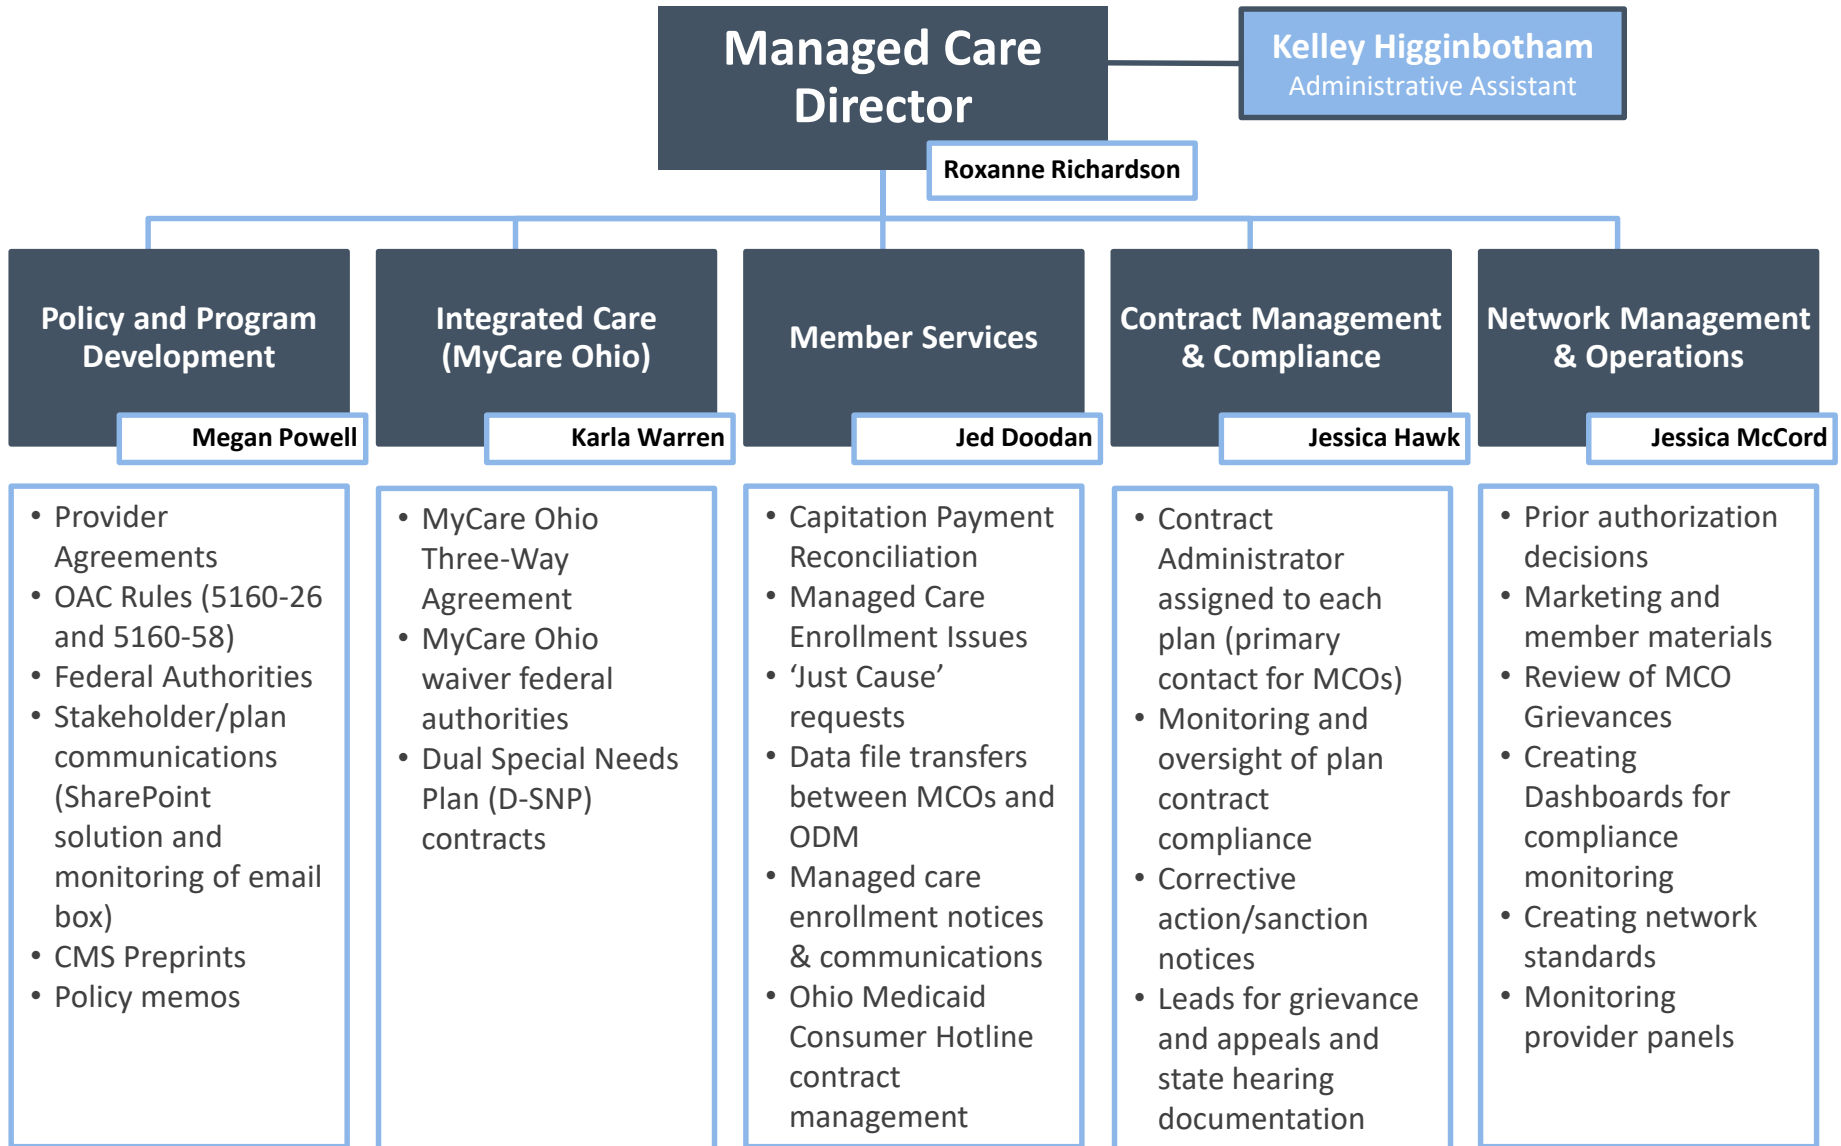 Managed Care
Director
Kelley Higginbotham
Administrative Assistant
Roxanne Richardson
Policy and Program
Development
Megan Powell
Integrated Care
(MyCare Ohio)
Karla Warren
Member Services
Jed Doodan
Contract Management
& Compliance
Jessica Hawk
Network Management
& Operations
Jessica McCord
• Provider
Agreements
• OAC Rules (5160-26
and 5160-58)
• Federal Authorities
• Stakeholder/plan
communications
(SharePoint
solution and
monitoring of email
box)
• CMS Preprints
• Policy memos
• MyCare Ohio
Three-Way
Agreement
• MyCare Ohio
waiver federal
authorities
• Dual Special Needs
Plan (D-SNP)
contracts
• Capitation Payment
Reconciliation
• Managed Care
Enrollment Issues
• ‘Just Cause’
requests
• Data file transfers
between MCOs and
ODM
• Managed care
enrollment notices
& communications
• Ohio Medicaid
Consumer Hotline
contract
management
• Contract
Administrator
assigned to each
plan (primary
contact for MCOs)
• Monitoring and
oversight of plan
contract
compliance
• Corrective
action/sanction
notices
• Leads for grievance
and appeals and
state hearing
documentation
• Prior authorization
decisions
• Marketing and
member materials
• Review of MCO
Grievances
• Creating
Dashboards for
compliance
monitoring
• Creating network
standards
• Monitoring
provider panels